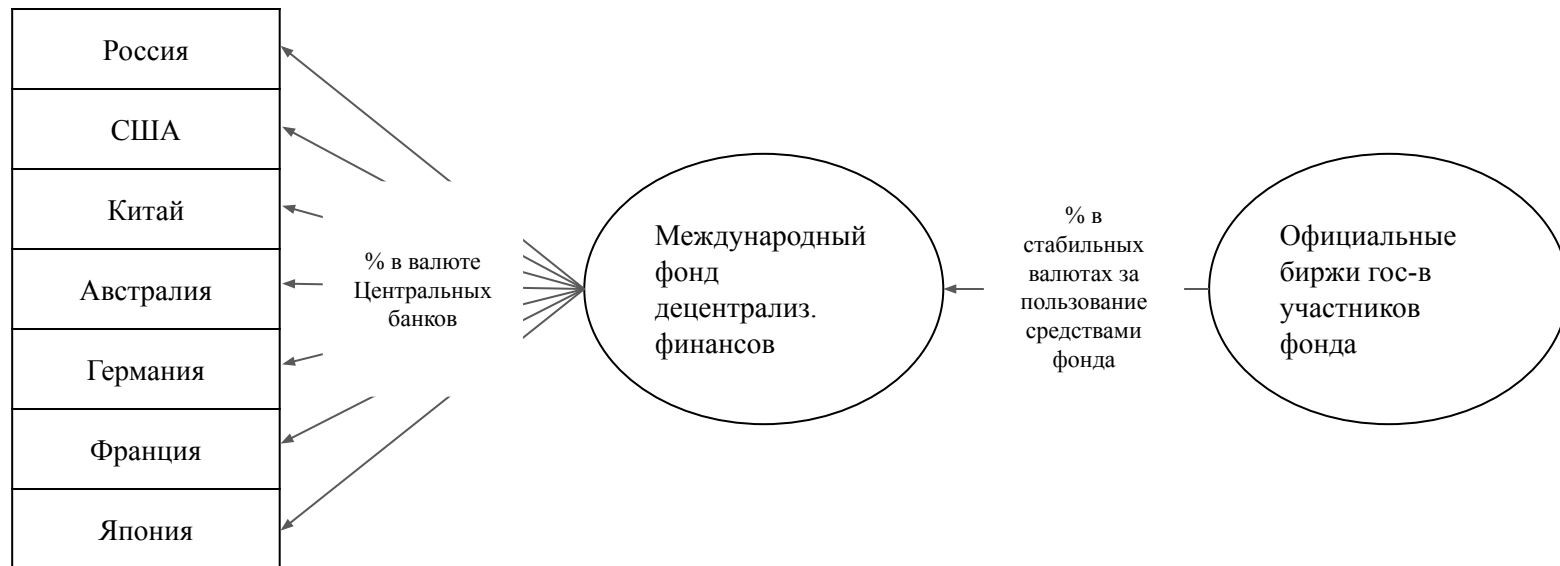 Россия
США
Китай
Австралия
Германия
Франция
Япония
% в валюте
Центральных
банков
Международный
фонд
децентрализ.
финансов
% в
стабильных
валютах за
пользование
средствами
фонда
Официальные
биржи гос-в
участников
фонда